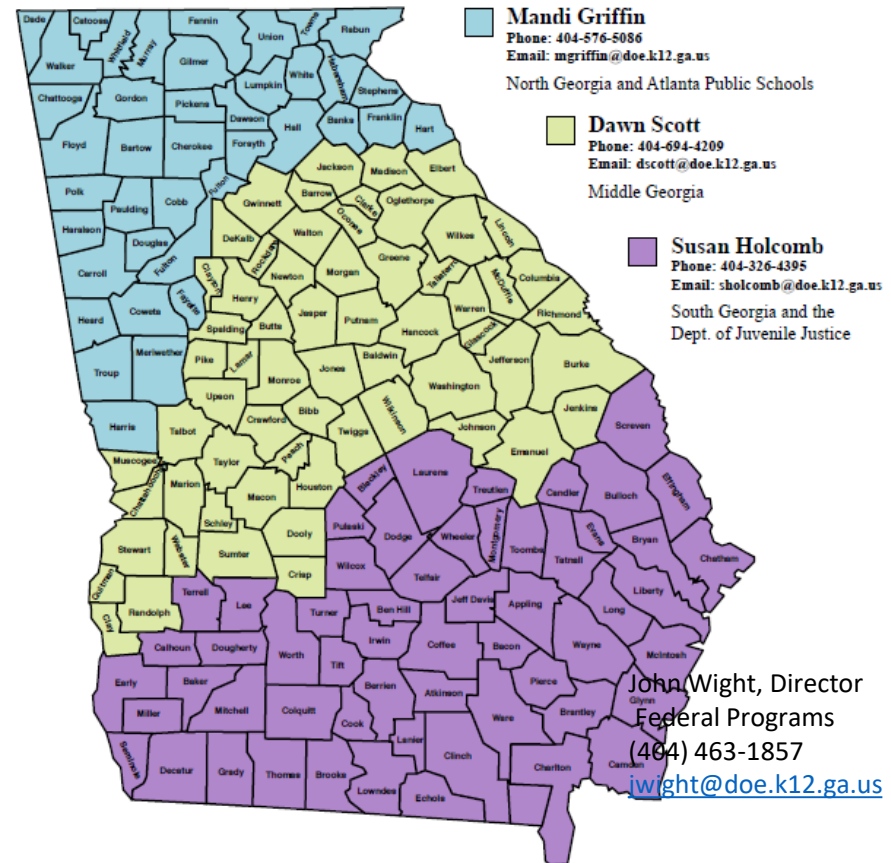 Mandi Griffin
Phone: 404-576-5086
Email: mgriffin@doe.k12.ga.us
North Georgia and Atlanta Public Schools
Dawn Scott
Phone: 404-694-4209
Email: dscott@doe.k12.ga.us
Middle Georgia
Susan Holcomb
Phone: 404-326-4395
Email: sholcomb@doe.k12.ga.us
South Georgia and the
Dept. of Juvenile Justice
Dade
Catoosa
Whitfield
Murray
Fannin
Union
Towns
Rabun
Walker
Gilmer
Lumpkin
White
Habersham
Stephens
Chattooga
Gordon
Pickens
Dawson
Hall
Banks
Franklin
Hart
Floyd
Bartow
Cherokee
Forsyth
Jackson
Madison
Elbert
Polk
Paulding
Cobb
Fulton
Gwinnett
Barrow
Clarke
Oglethorpe
Oconee
Haralson
Douglas
DeKalb
Walton
Wilkes
Lincoln
Carroll
Fulton
Clayton
Rockdale
Newton
Morgan
Greene
Taliaferro
McDuffie
Columbia
Heard
Coweta
Fayette
Henry
Jasper
Putnam
Hancock
Warren
Glascock
Richmond
Spalding
Butts
Troup
Meriwether
Pike
Lamar
Monroe
Jones
Baldwin
Washington
Jefferson
Burke
Upson
Bibb
Wilkinson
Jenkins
Screven
Harris
Talbot
Crawford
Twiggs
Johnson
Emanuel
Muscogee
Chattahoochee
Marion
Taylor
Peach
Houston
Bleckley
Laurens
Treutlen
Candler
Bulloch
Effingham
Macon
Schley
Stewart
Webster
Sumter
Dooly
Pulaski
Dodge
Wheeler
Montgomery
Toombs
Tatnall
Evans
Bryan
Chatham
Crisp
Wilcox
Telfair
Quitman
Randolph
Terrell
Lee
Turner
Ben Hill
Jeff Davis
Appling
Long
Liberty
Clay
Calhoun
Dougherty
Worth
Irwin
Coffee
Bacon
Wayne
McIntosh
Early
Baker
Tift
Berrien
Atkinson
Pierce
Glynn
Miller
Mitchell
Colquitt
Cook
Ware
Brantley
Lanier
Clinch
Seminole
Decatur
Grady
Thomas
Brooks
Lowndes
Echols
Charlton
Camden
John Wight, Director
Federal Programs
(404) 463-1857
jwight@doe.k12.ga.us